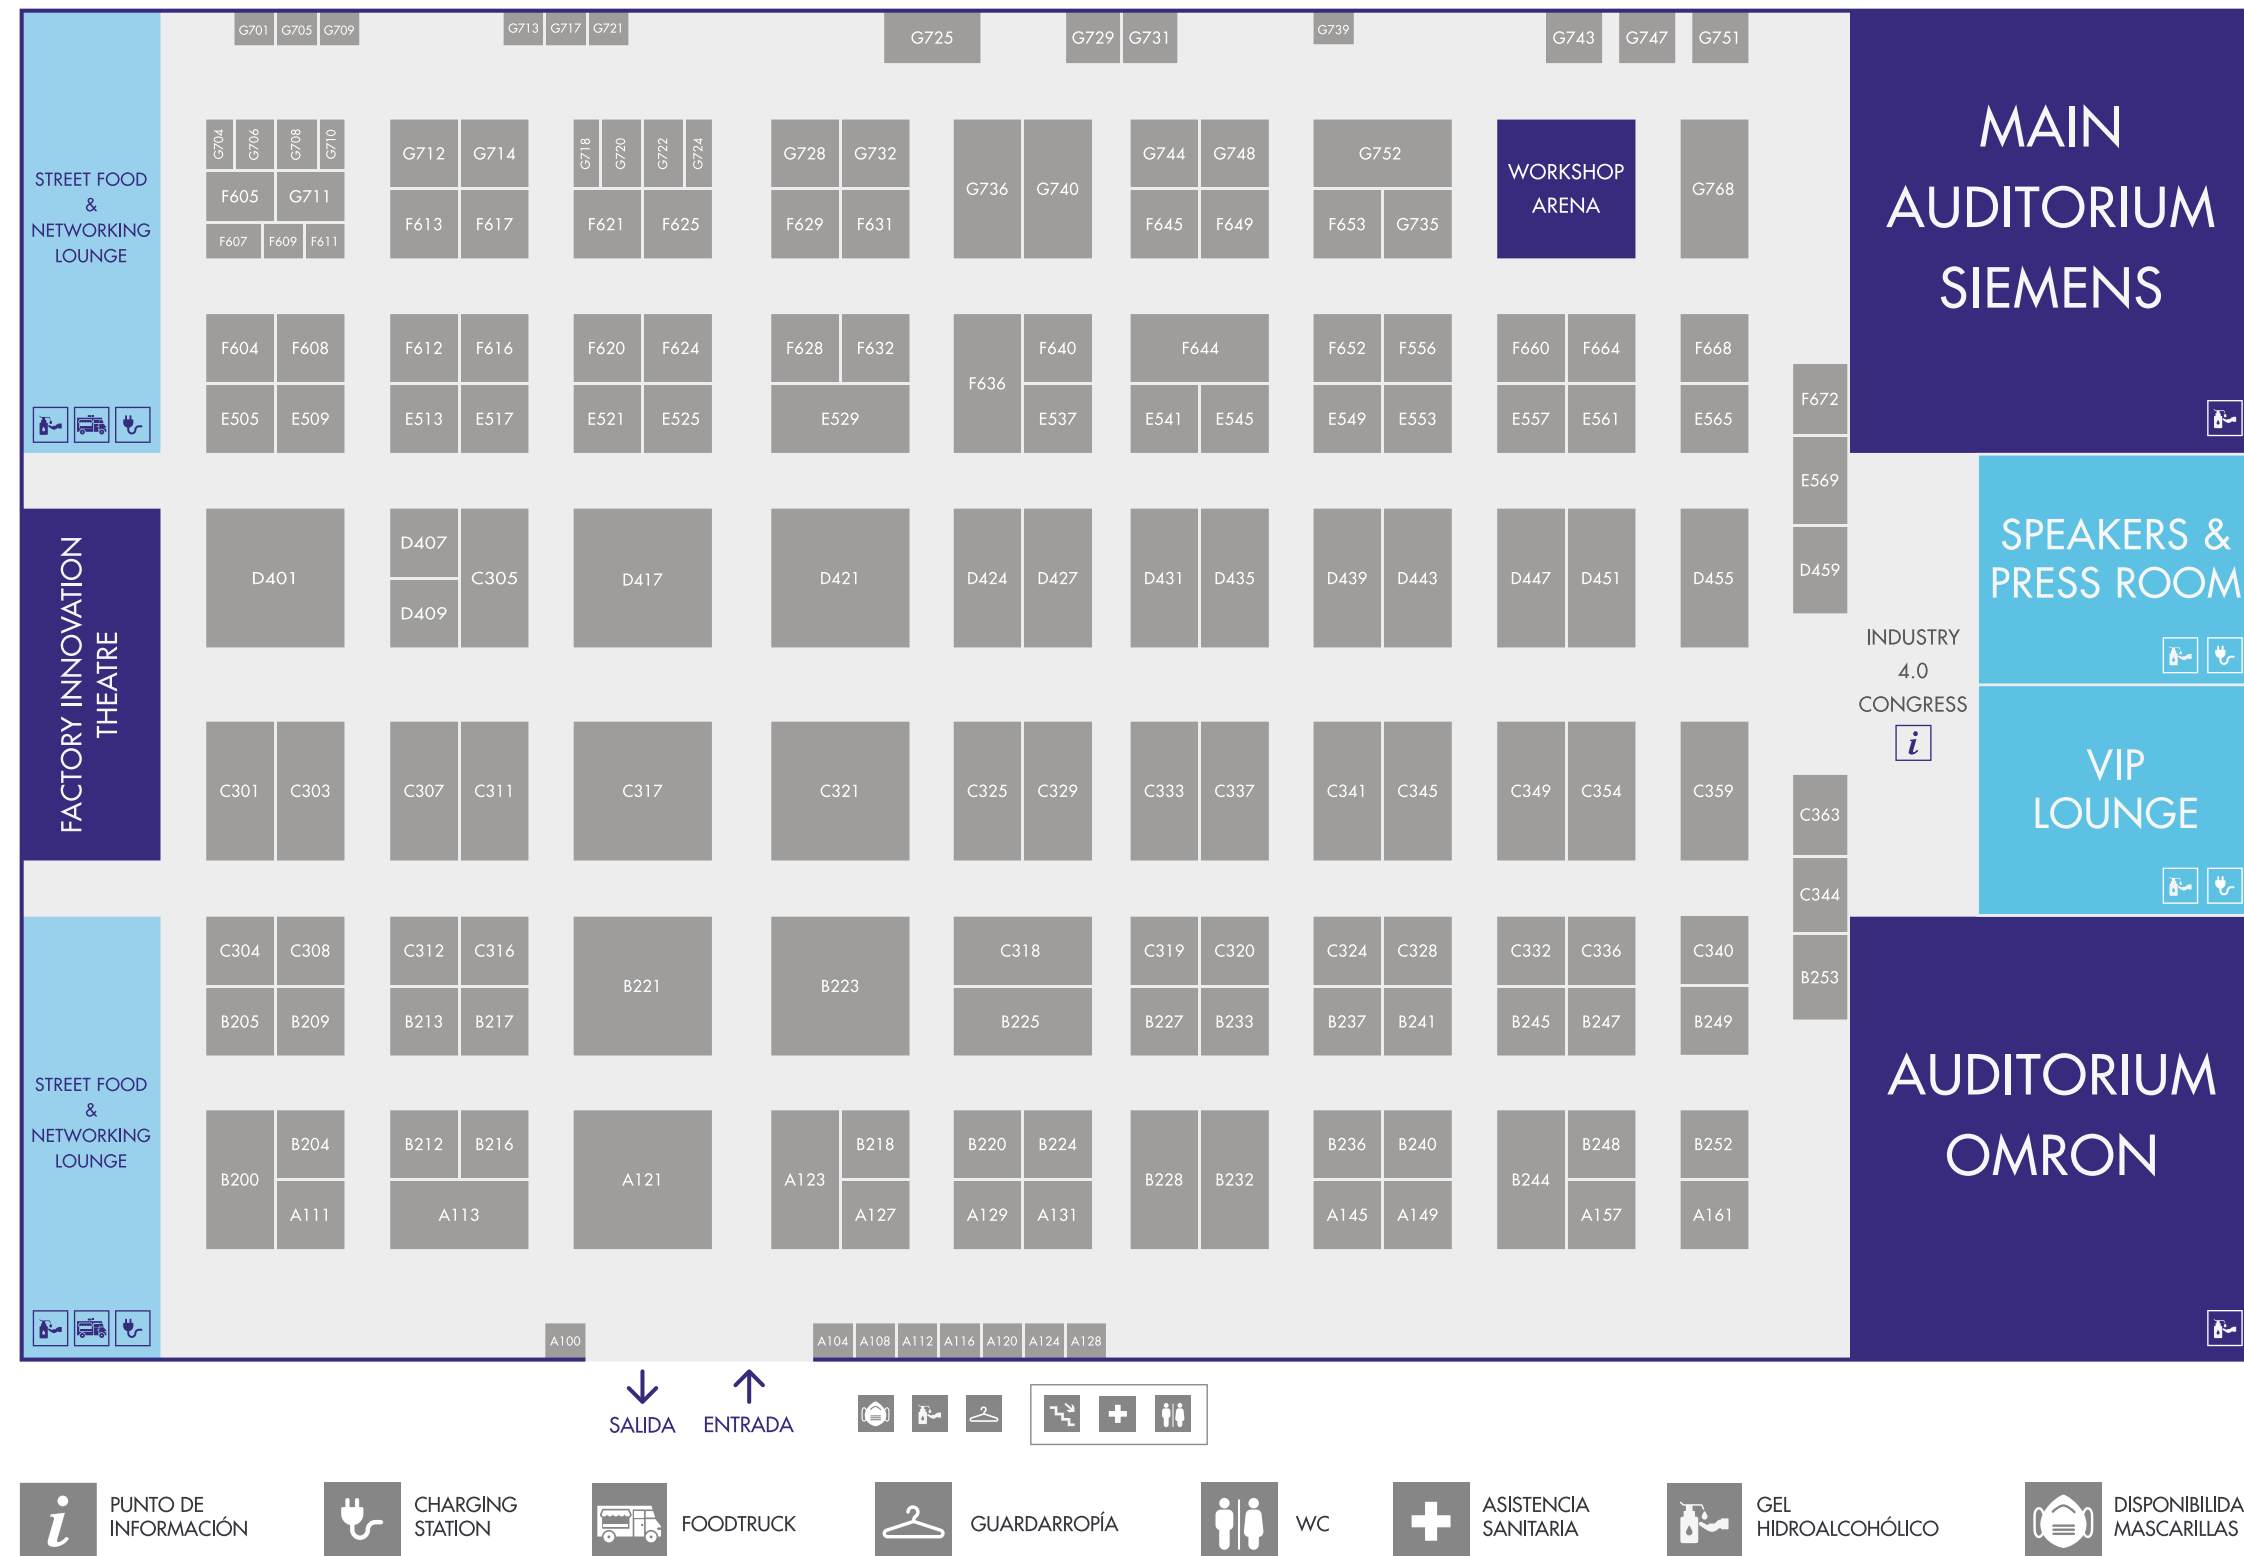 G701 G705 G709 G713 G717 G721 G725 G729 G731 G739 G743 G747 G751
STREET FOOD
&
NETWORKING
LOUNGE
G704 G706 G708 G710 G712 G714 G718 G720 G722 G724 G728 G732 G744 G748 G752
F605 G711 G736 G740 G768
F607 F609 F611 F613 F617 F621 F625 F629 F631 F645 F649 F653 G735
WORKSHOP
ARENA
MAIN
AUDITORIUM
SIEMENS
F604 F608 F612 F616 F620 F624 F628 F632 F640 F644 F652 F556 F660 F664 F668
F636 F672
E505 E509 E513 E517 E521 E525 E529 E537 E541 E545 E549 E553 E557 E561 E565
E569
SPEAKERS &
PRESS ROOM
FACTORY INNOVATION
THEATRE
D407
D401 C305 D417 D421 D424 D427 D431 D435 D439 D443 D447 D451 D455 D459
D409
INDUSTRY
4.0
CONGRESS
i
VIP
LOUNGE
C301 C303 C307 C311 C317 C321 C325 C329 C333 C337 C341 C345 C349 C354 C359
C363
C344
C304 C308 C312 C316 C318 C319 C320 C324 C328 C332 C336 C340
B221 B223 B253
B205 B209 B213 B217 B225 B227 B233 B237 B241 B245 B247 B249
AUDITORIUM
OMRON
STREET FOOD
&
NETWORKING
LOUNGE
B204 B212 B216 B218 B220 B224 B236 B240 B248 B252
B200 A121 A123 B228 B232 B244
A111 A113 A127 A129 A131 A145 A149 A157 A161
A100 A104 A108 A112 A116 A120 A124 A128
SALIDA ENTRADA
i
PUNTO DE
INFORMACIÓN
CHARGING
STATION
FOODTRUCK
GUARDARROPÍA
WC
ASISTENCIA
SANITARIA
GEL
HIDROALCOHÓLICO
DISPONIBILIDA
MASCARILLAS